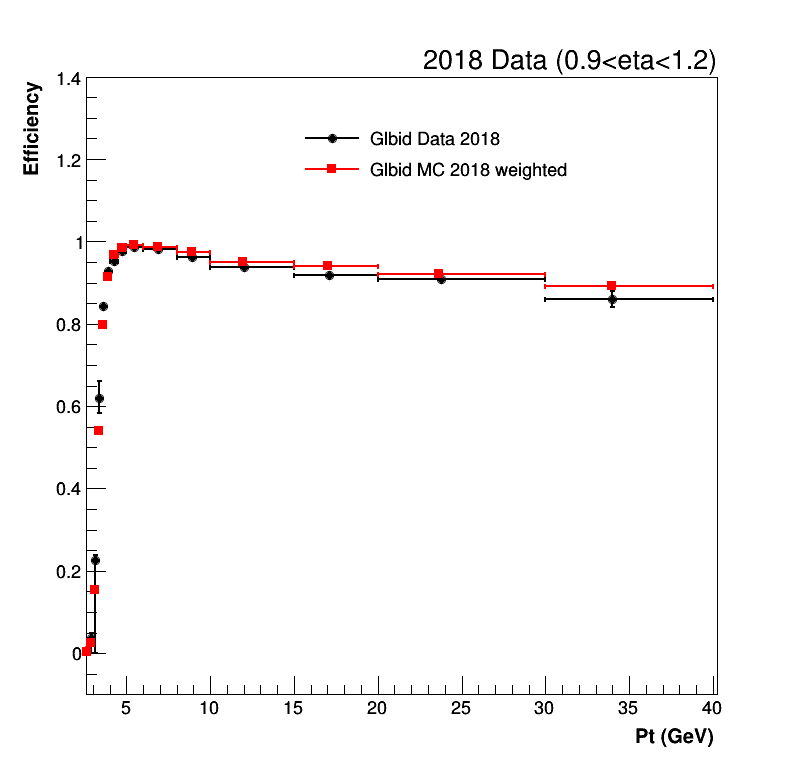 2018 Data (0.9<eta<1.2)
Efficiency
1.4
1.2
1
0.8
0.6
0.4
0.2
0
Glbid Data 2018
Glbid MC 2018 weighted
5 10 15 20 25 30 35 40
Pt (GeV)